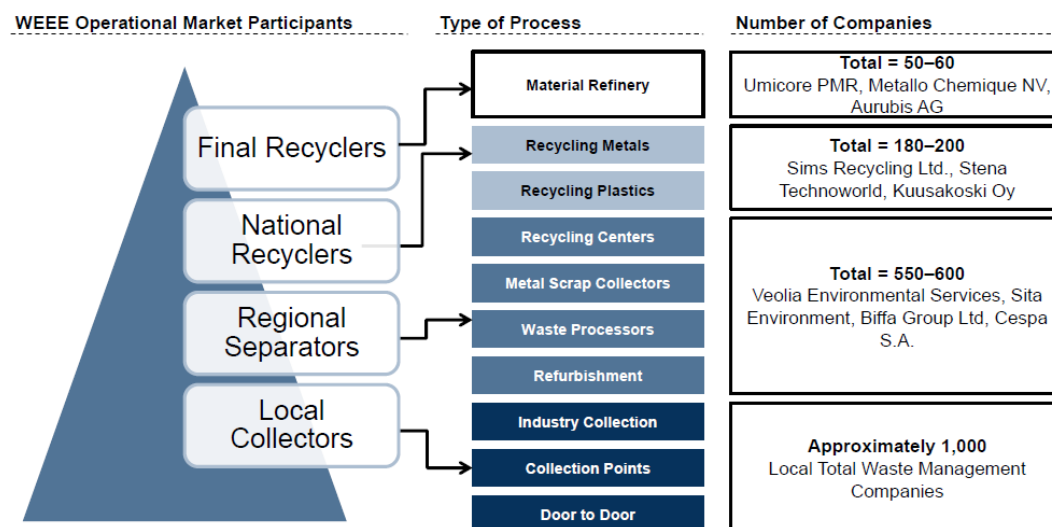 WEEE Operational Market Participants
Type of Process
Number of Companies
Final Recyclers
National
Recyclers
Regional
Separators
Local
Collectors
Material Refinery
Recycling Metals
Recycling Plastics
Recycling Centers
Metal Scrap Collectors
Waste Processors
Refurbishment
Industry Collection
Collection Points
Door to Door
Total = 50–60
Umicore PMR, Metallo Chemique NV,
Aurubis AG
Total = 180–200
Sims Recycling Ltd., Stena
Technoworld, Kuusakoski Oy
Total = 550–600
Veolia Environmental Services, Sita
Environment, Biffa Group Ltd, Cespa
S.A.
Approximately 1,000
Local Total Waste Management
Companies